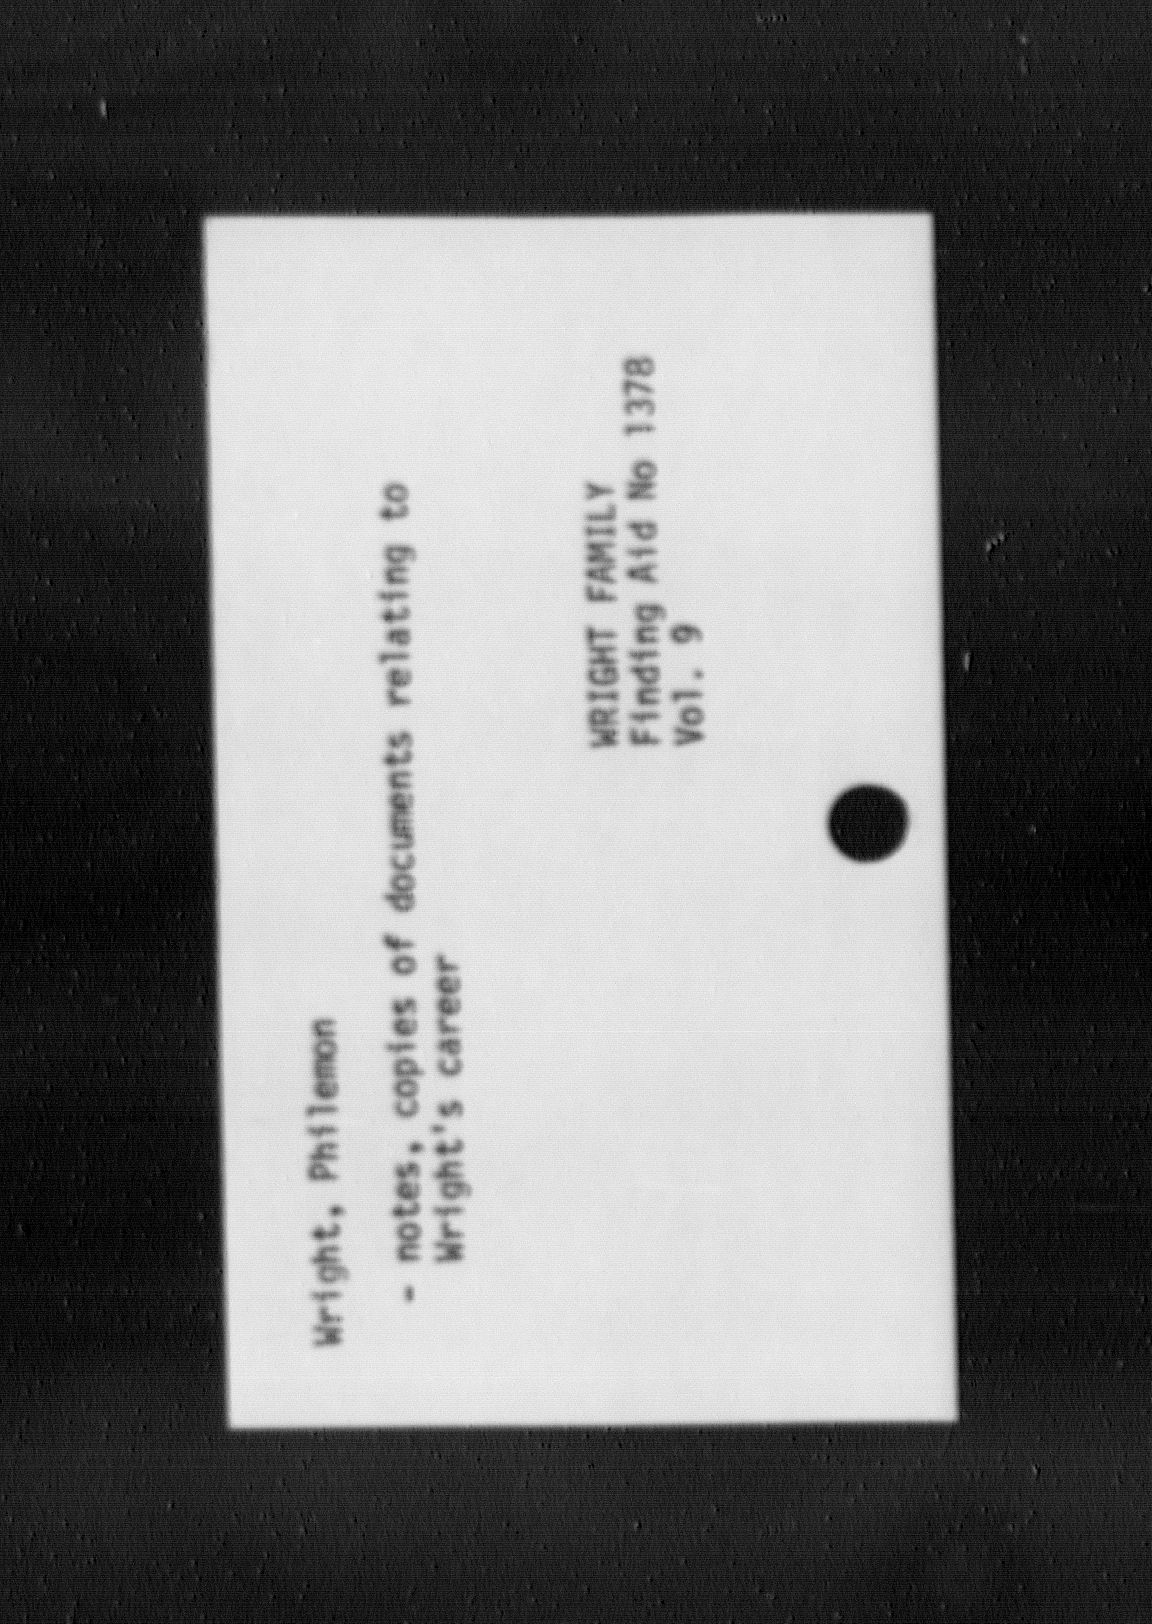 Wright, Philemon
- notes, copies of documents relating to
Wright's career
WRIGHT FAMILY
Finding Aid No 1378
Vol. 9